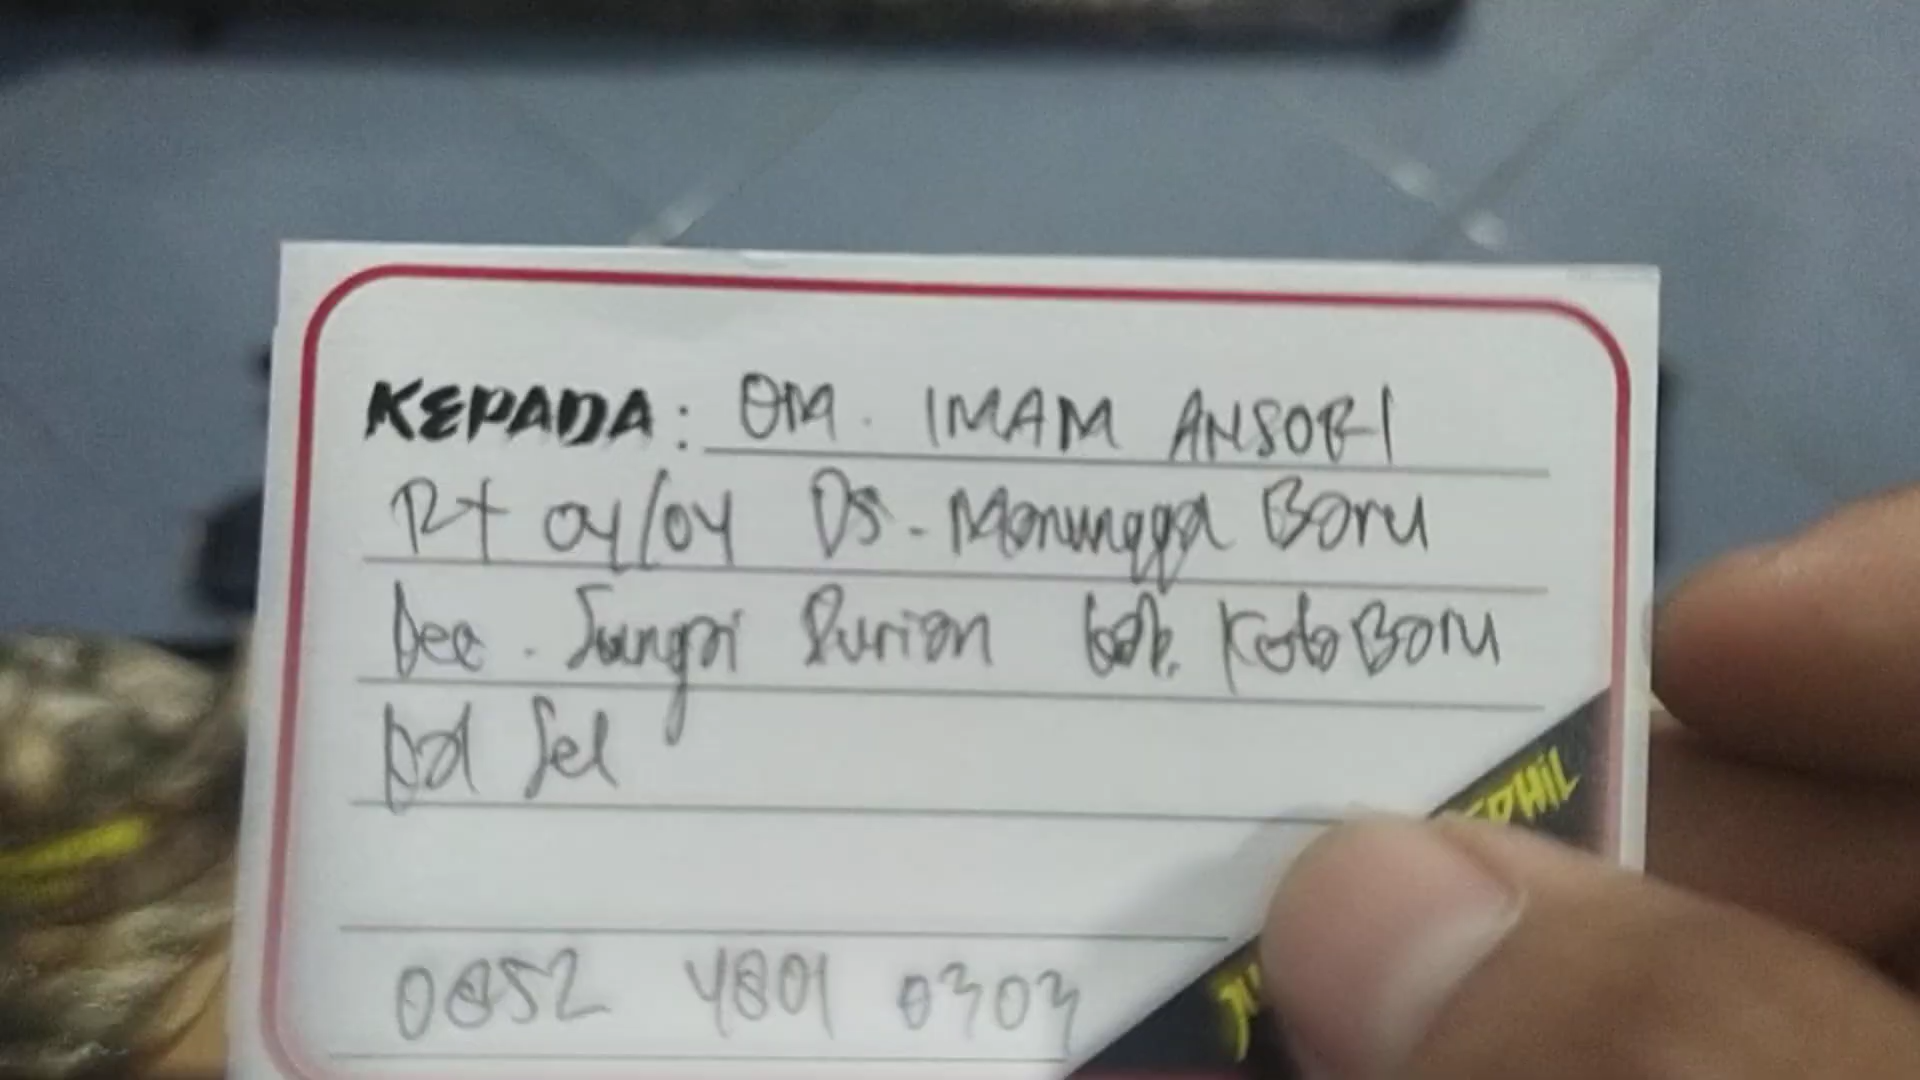 KEPADA: OM. IMAM ANSORI
Rt 04/04 Ds. Manungga Baru
Kec. Sungai Durian Kab. Kota Baru
Kal Sel
0852 4801 0303